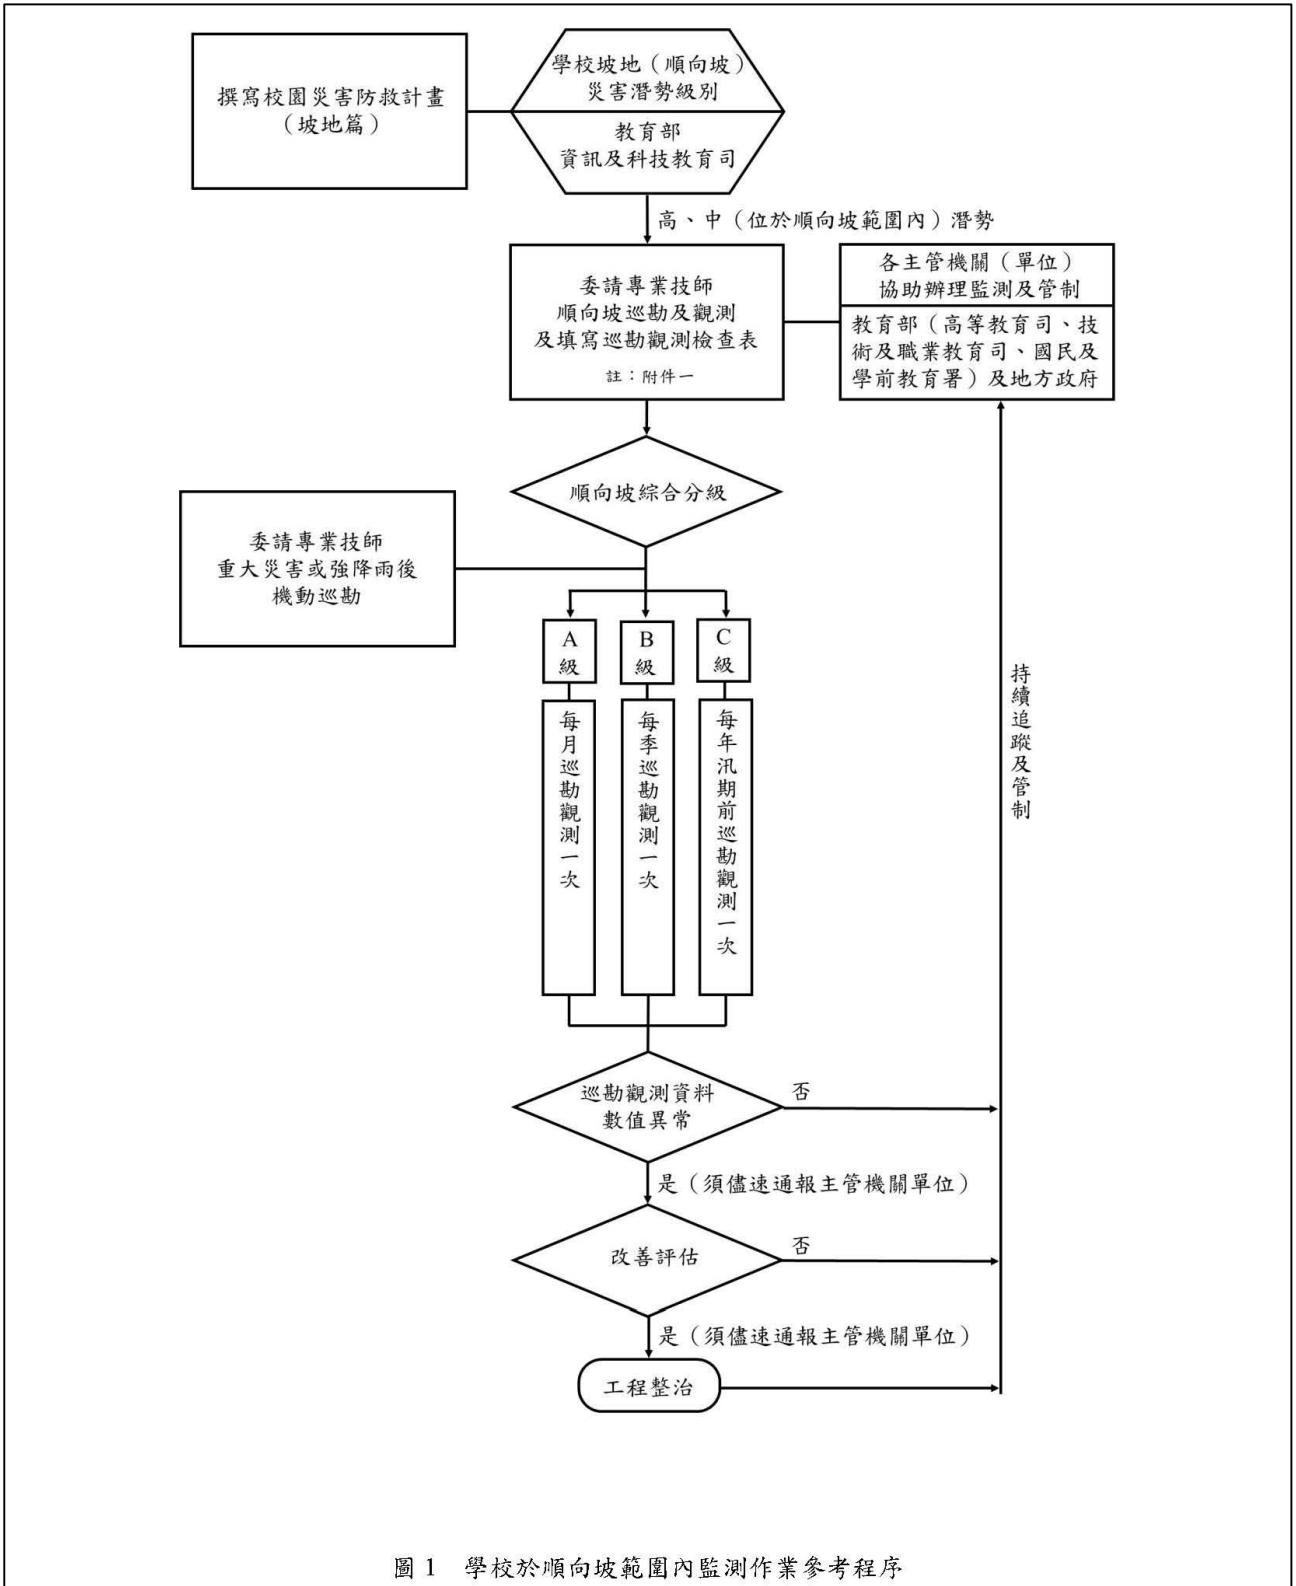 撰寫校園災害防救計畫
（坡地篇）
學校坡地（順向坡）
災害潛勢級別
教育部
資訊及科技教育司
高、中（位於順向坡範圍內）潛勢
委請專業技師
順向坡巡勘及觀測
及填寫巡勘觀測檢查表
註：附件一
各主管機關（單位）
協助辦理監測及管制
教育部（高等教育司、技
術及職業教育司、國民及
學前教育署）及地方政府
順向坡綜合分級
委請專業技師
重大災害或強降雨後
機動巡勘
A
級
B
級
C
級
每月巡勘觀測一次
每季巡勘觀測一次
每年汛期前巡勘觀測一次
持續追蹤及管制
巡勘觀測資料
數值異常
否
是（須儘速通報主管機關單位）
改善評估
否
是（須儘速通報主管機關單位）
工程整治
圖 1　學校於順向坡範圍內監測作業參考程序